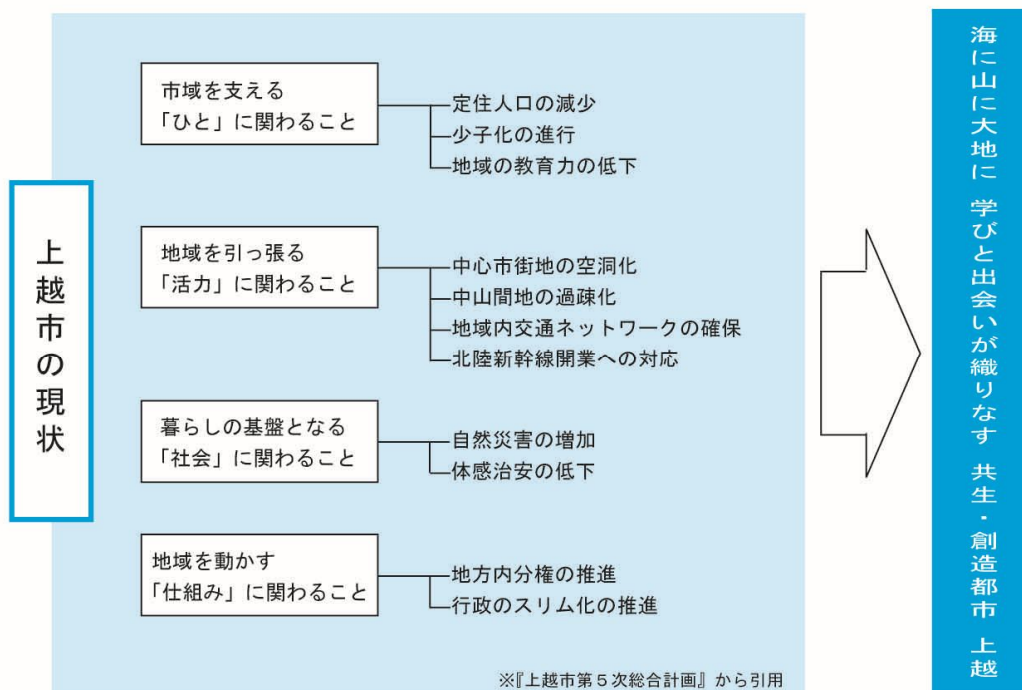 上越市の現状
市域を支える
「ひと」に関わること
定住人口の減少
少子化の進行
地域の教育力の低下
地域を引っ張る
「活力」に関わること
中心市街地の空洞化
中山間地の過疎化
地域内交通ネットワークの確保
北陸新幹線開業への対応
暮らしの基盤となる
「社会」に関わること
自然災害の増加
体感治安の低下
地域を動かす
「仕組み」に関わること
地方内分権の推進
行政のスリム化の推進
※『上越市第５次総合計画』から引用
海に山に大地に 学びと出会いが織りなす 共生・創造都市 上越